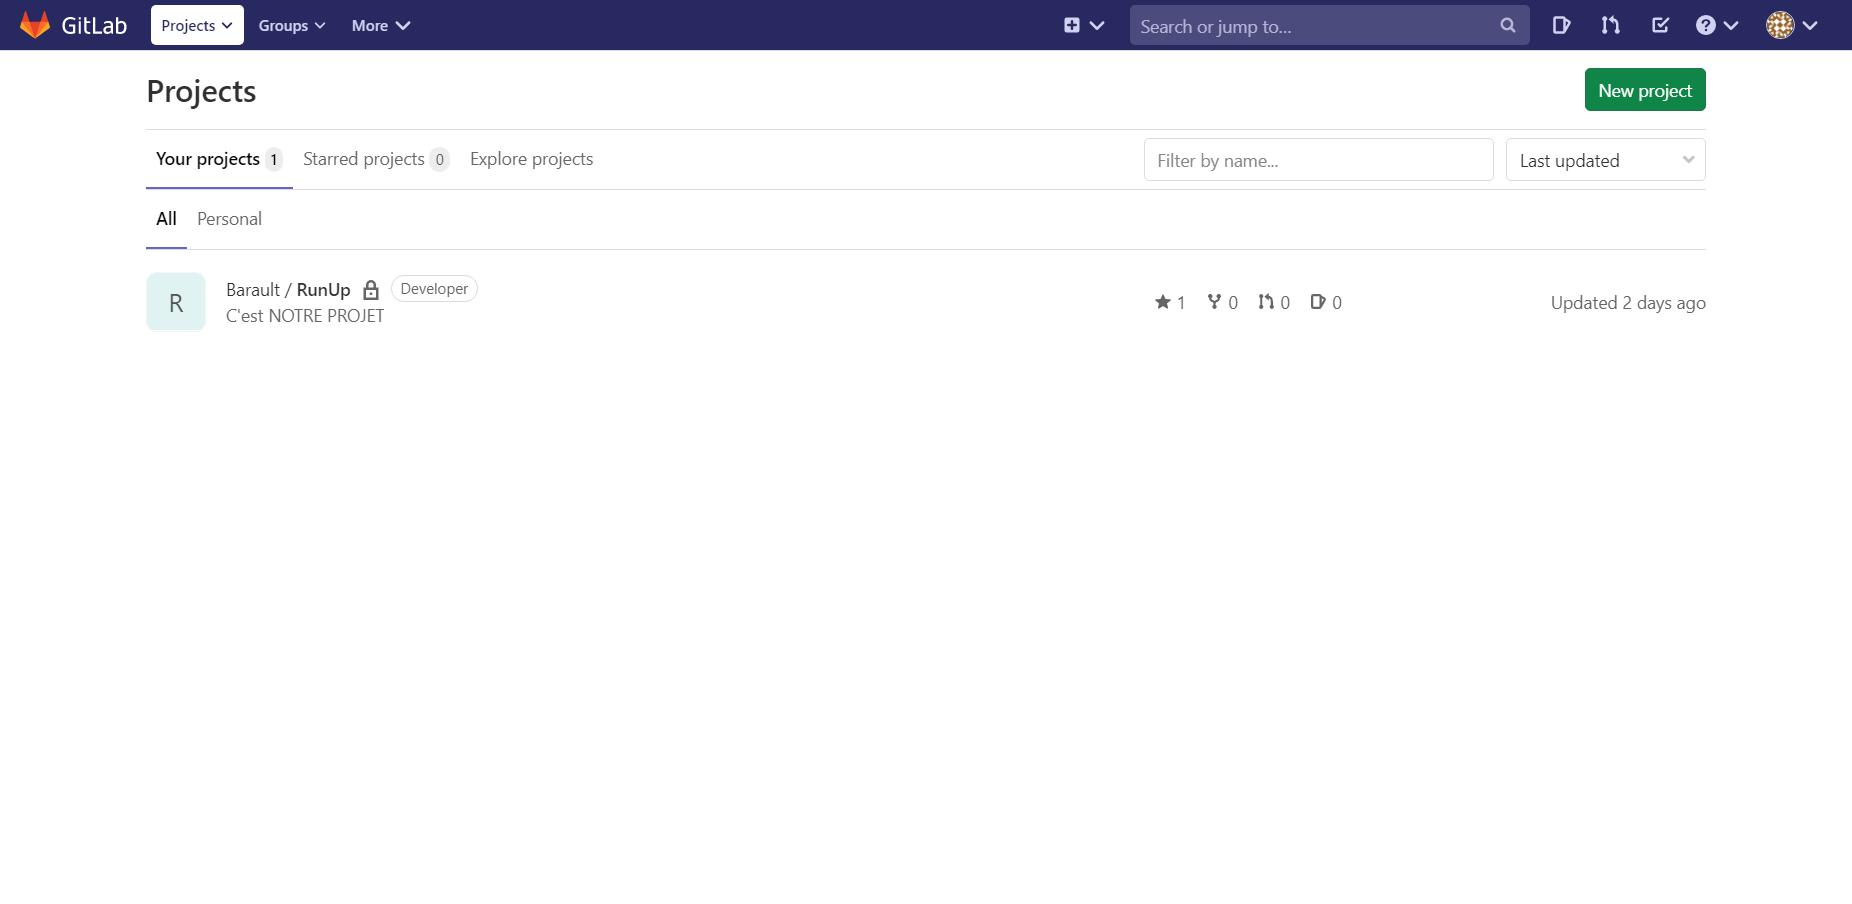 GitLab Projects Groups More Search or jump to...
Projects New project
Your projects 1 Starred projects 0 Explore projects Filter by name... Last updated
All Personal
R Barault / RunUp Developer
C'est NOTRE PROJET
1 0 0 0 Updated 2 days ago